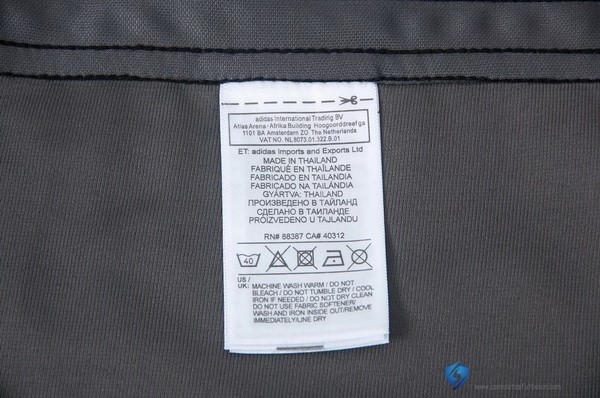 adidas International Trading BV
Atlas Arena - Afrika Building Hoogoorddreef 9a
1101 BA Amsterdam ZO The Netherlands
VAT NR. NL8073.01.322.B.01
ET: adidas Imports and Exports Ltd
MADE IN THAILAND
FABRIQUÉ EN THAÏLANDE
FABRICADO EN TAILANDIA
FABRICADO NA TAILÂNDIA
GYÁRTVA: THAILAND
ПРОИЗВЕДЕНО В ТАЙЛАНД
СДЕЛАНО В ТАИЛАНДЕ
PROIZVEDENO U TAJLANDU
RN# 88387 CA# 40312
40
US /
UK: MACHINE WASH WARM / DO NOT
BLEACH / DO NOT TUMBLE DRY / COOL
IRON IF NEEDED / DO NOT DRY CLEAN
DO NOT USE FABRIC SOFTENER/
WASH AND IRON INSIDE OUT/REMOVE
IMMEDIATELY/LINE DRY